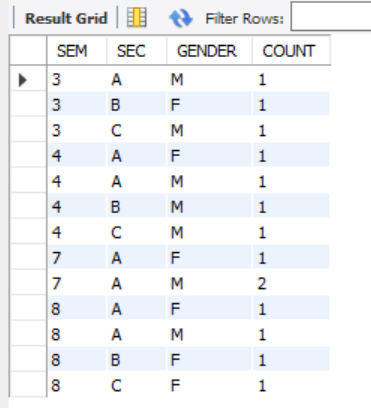 Result Grid Filter Rows:
SEM SEC GENDER COUNT
3 A M 1
3 B F 1
3 C M 1
4 A F 1
4 A M 1
4 B M 1
4 C M 1
7 A F 1
7 A M 2
8 A F 1
8 A M 1
8 B F 1
8 C F 1